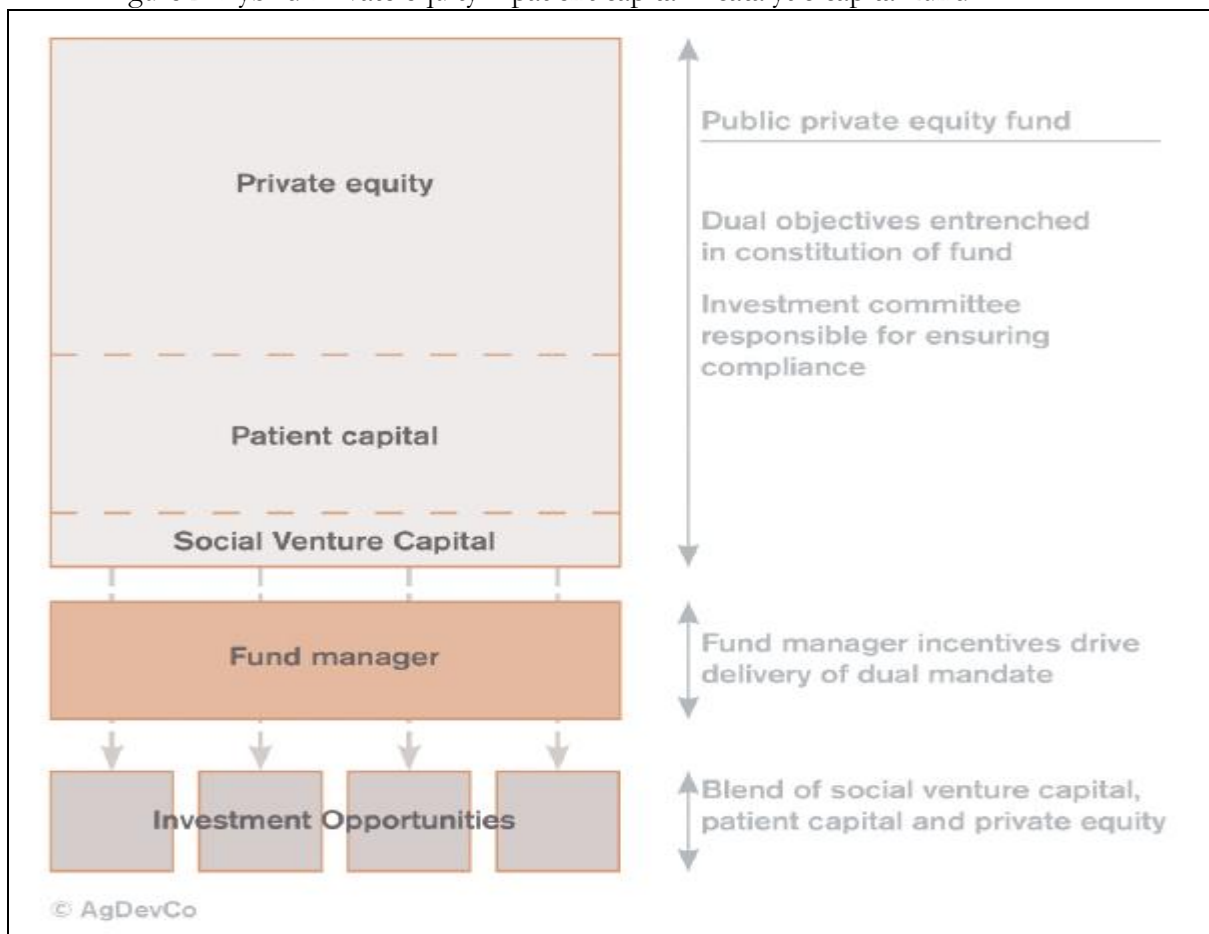 Private equity
Patient capital
Social Venture Capital
Fund manager
Investment Opportunities
Public private equity fund
Dual objectives entrenched
in constitution of fund
Investment committee
responsible for ensuring
compliance
Fund manager incentives drive
delivery of dual mandate
Blend of social venture capital,
patient capital and private equity
© AgDevCo